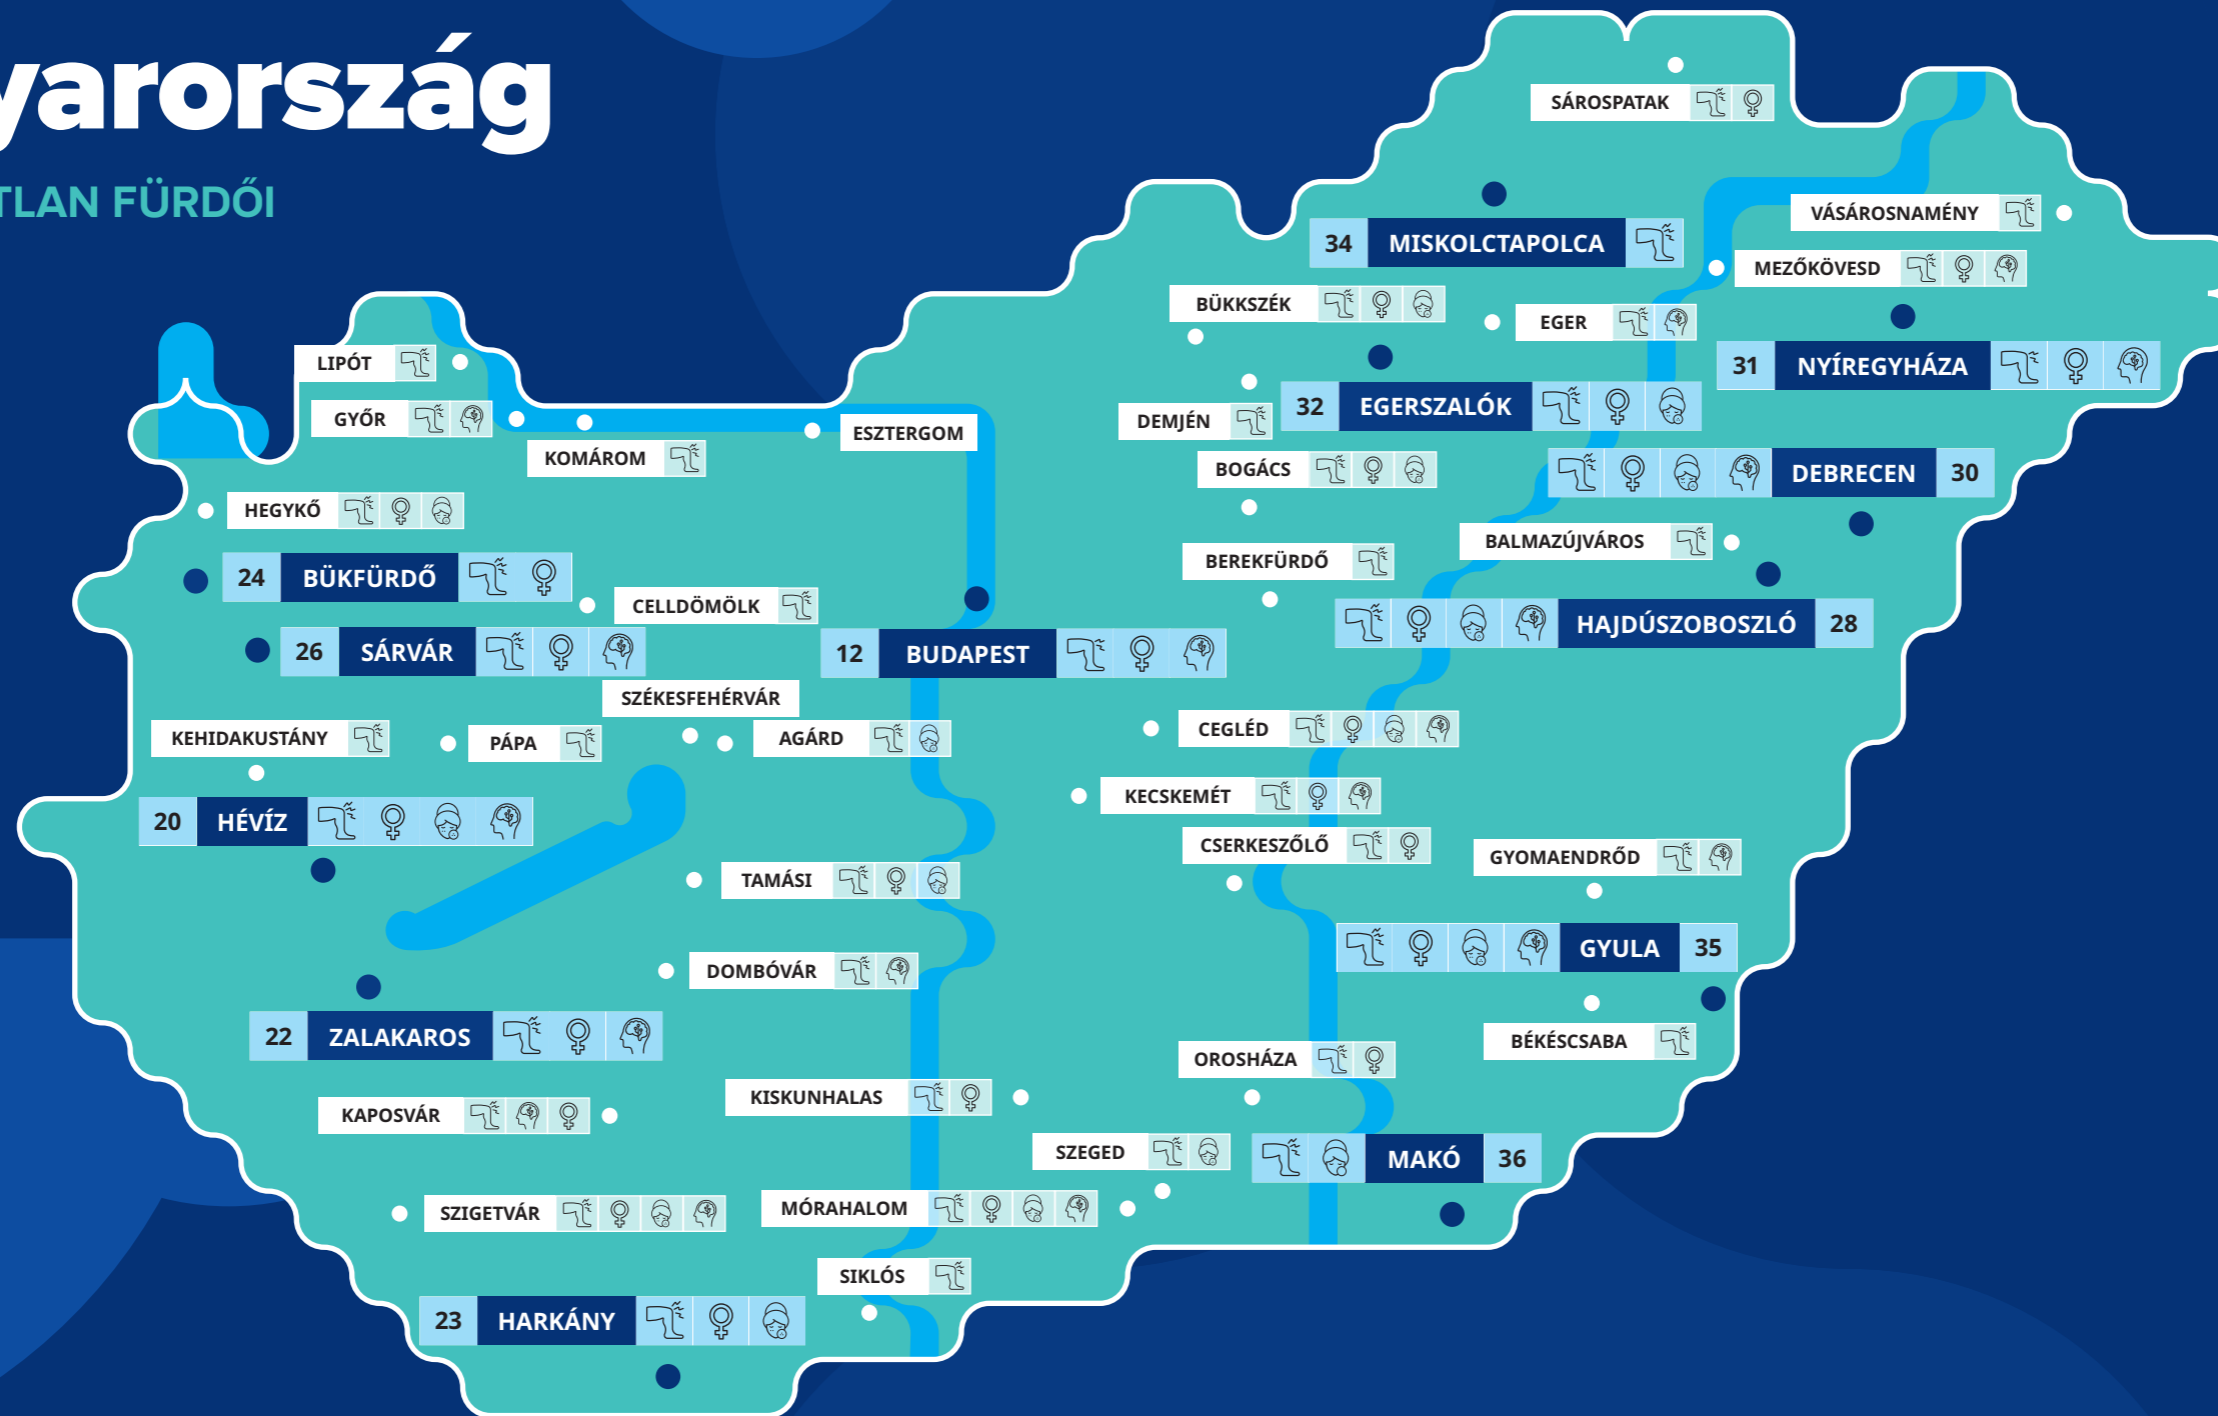 yarország
TLAN FÜRDŐI
SÁROSPATAK
VÁSÁROSNAMÉNY
34 MISKOLCTAPOLCA
MEZŐKÖVESD
BÜKKSZÉK
EGER
LIPÓT
31 NYÍREGYHÁZA
32 EGERSZALÓK
GYŐR
DEMJÉN
ESZTERGOM
KOMÁROM
BOGÁCS
DEBRECEN 30
HEGYKŐ
BALMAZÚJVÁROS
BEREKFÜRDŐ
24 BÜKFÜRDŐ
CELLDÖMÖLK
HAJDÚSZOBOSZLÓ 28
26 SÁRVÁR
12 BUDAPEST
SZÉKESFEHÉRVÁR
CEGLÉD
KEHIDAKUSTÁNY
PÁPA
AGÁRD
KECSKEMÉT
20 HÉVÍZ
CSERKESZŐLŐ
GYOMAENDRŐD
TAMÁSI
GYULA 35
DOMBÓVÁR
22 ZALAKAROS
BÉKÉSCSABA
OROSHÁZA
KISKUNHALAS
KAPOSVÁR
SZEGED
MAKÓ 36
MÓRAHALOM
SZIGETVÁR
SIKLÓS
23 HARKÁNY